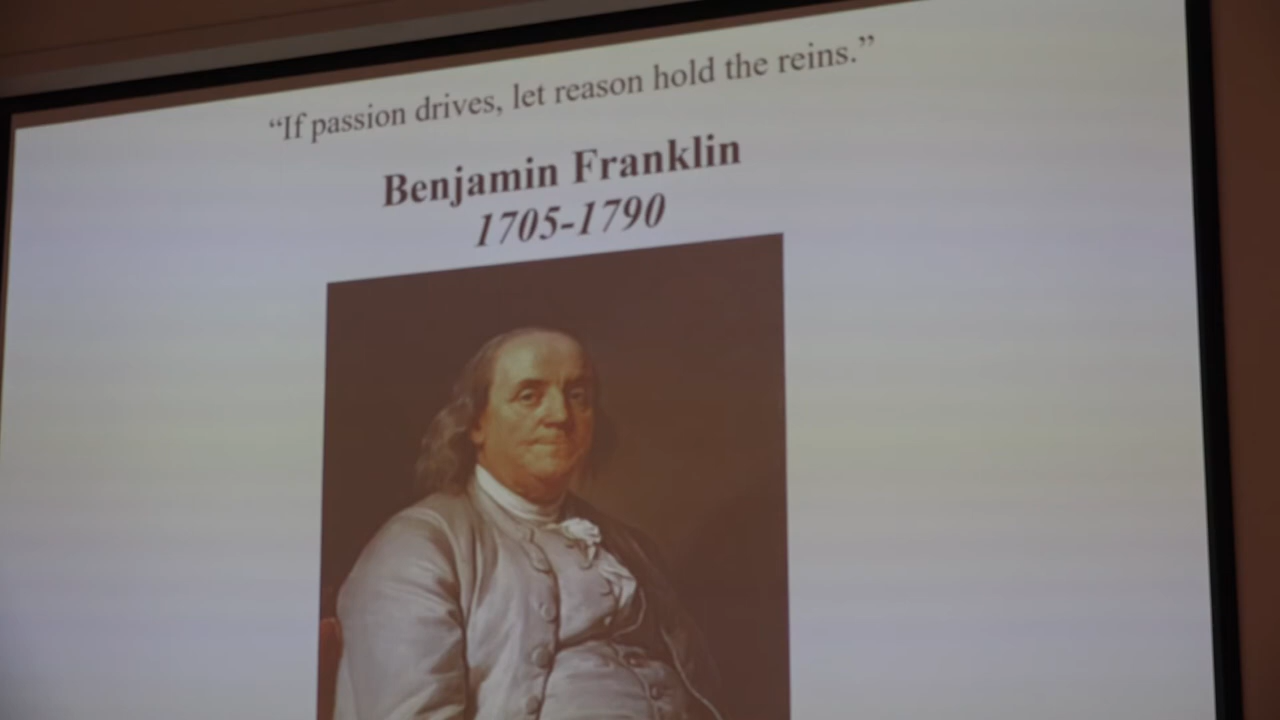 “If passion drives, let reason hold the reins.”
Benjamin Franklin
1705-1790